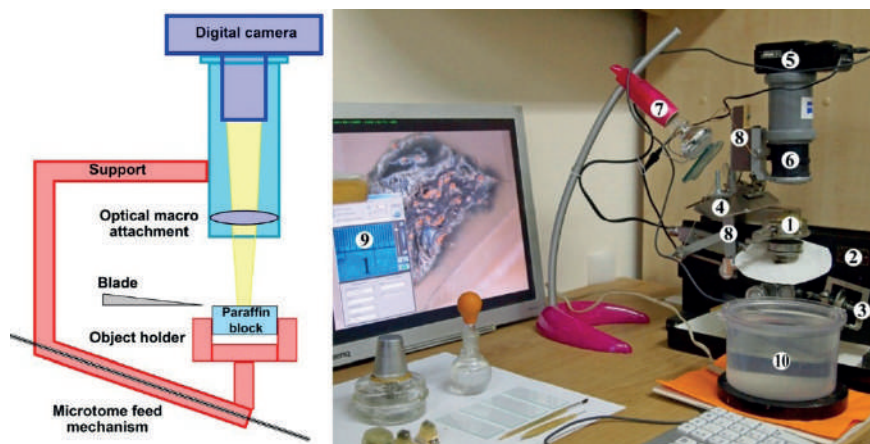 Digital camera
Support
Optical macro
attachment
Blade
Paraffin
block
Object holder
Microtome feed
mechanism
5
7
8
6
4
1
9
8
2
3
10